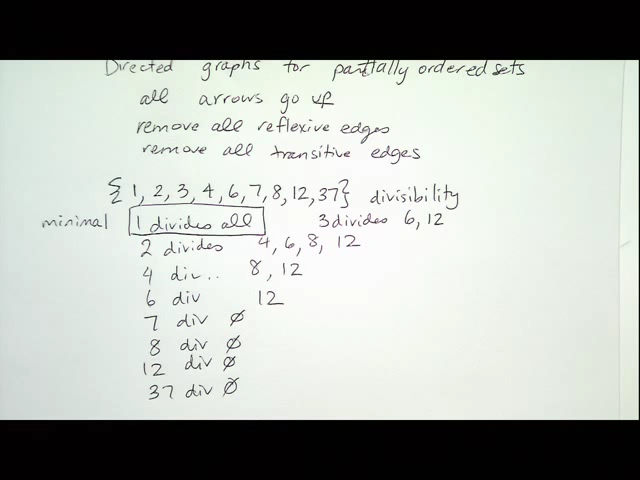 Directed graphs for partially ordered sets
all arrows go up
remove all reflexive edges
remove all transitive edges
{1, 2, 3, 4, 6, 7, 8, 12, 37} divisibility
minimal 1 divides all 3 divides 6, 12
2 divides 4, 6, 8, 12
4 div.. 8, 12
6 div 12
7 div ∅
8 div ∅
12 div ∅
37 div ∅